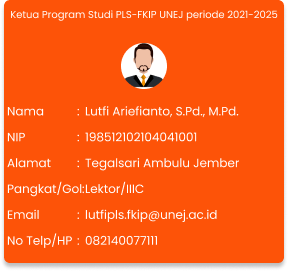 Ketua Program Studi PLS-FKIP UNEJ periode 2021-2025
Nama : Lutfi Ariefianto, S.Pd., M.Pd.
NIP : 198512102104041001
Alamat : Tegalsari Ambulu Jember
Pangkat/Gol:Lektor/IIIC
Email : lutfipls.fkip@unej.ac.id
No Telp/HP : 082140077111